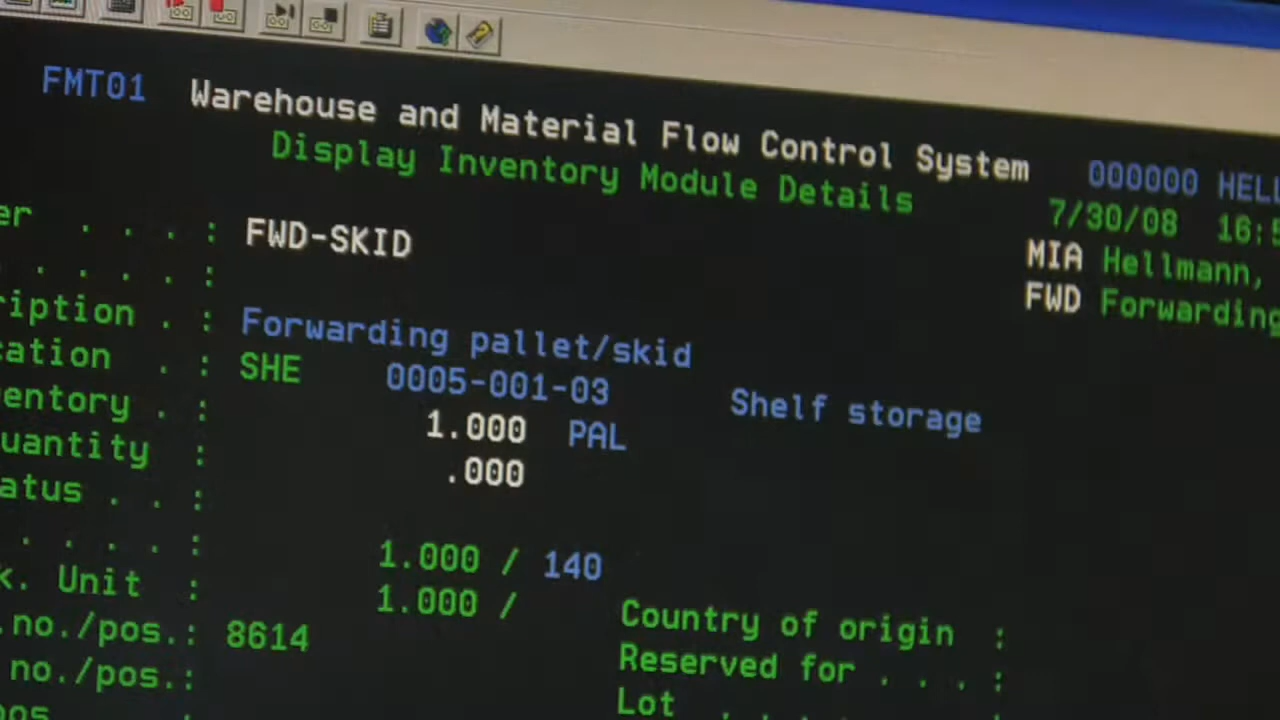 FMT01 Warehouse and Material Flow Control System 000000 HELL
Display Inventory Module Details 7/30/08 16:5
er . . . : FWD-SKID MIA Hellmann,
. . . . : FWD Forwarding
ription . : Forwarding pallet/skid
cation . : SHE 0005-001-03 Shelf storage
entory . : 1.000 PAL
uantity : .000
atus . . :
. . . . : 1.000 / 140
k. Unit : 1.000 /
.no./pos.: 8614 Country of origin :
no./pos.: Reserved for . . . :
pos Lot